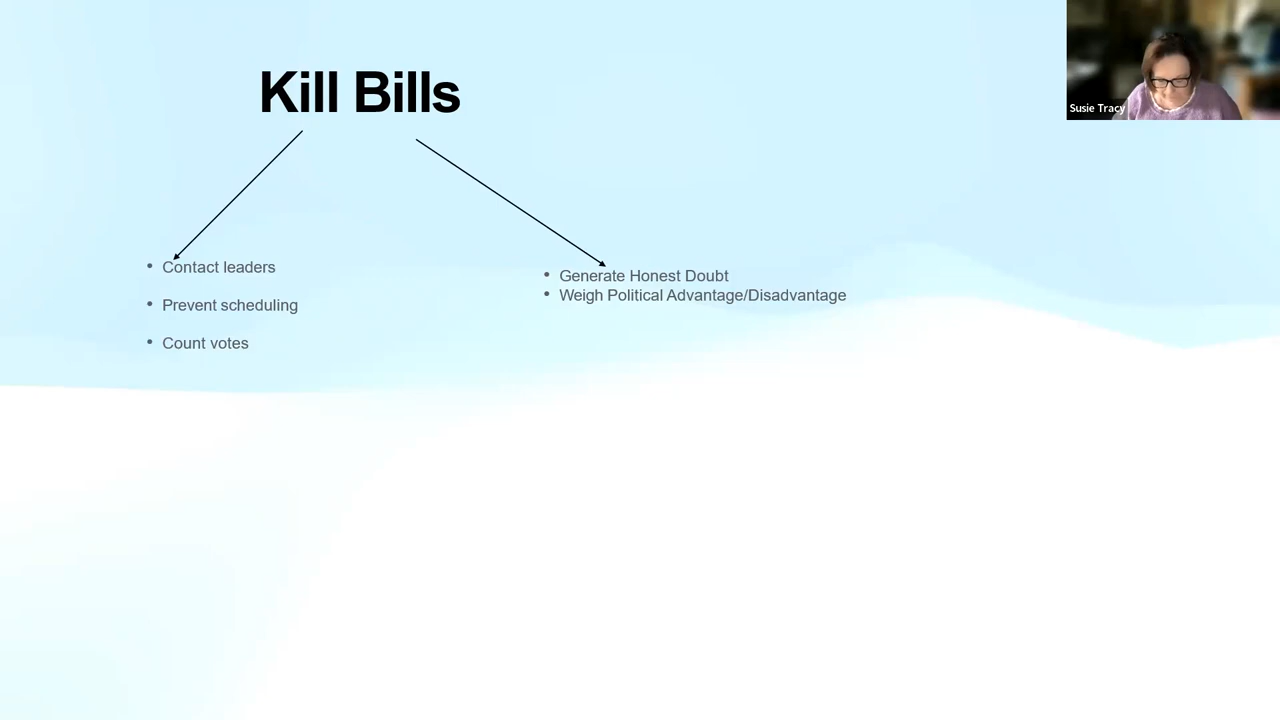 Kill Bills
Susie Tracy
• Contact leaders
• Prevent scheduling
• Count votes
• Generate Honest Doubt
• Weigh Political Advantage/Disadvantage